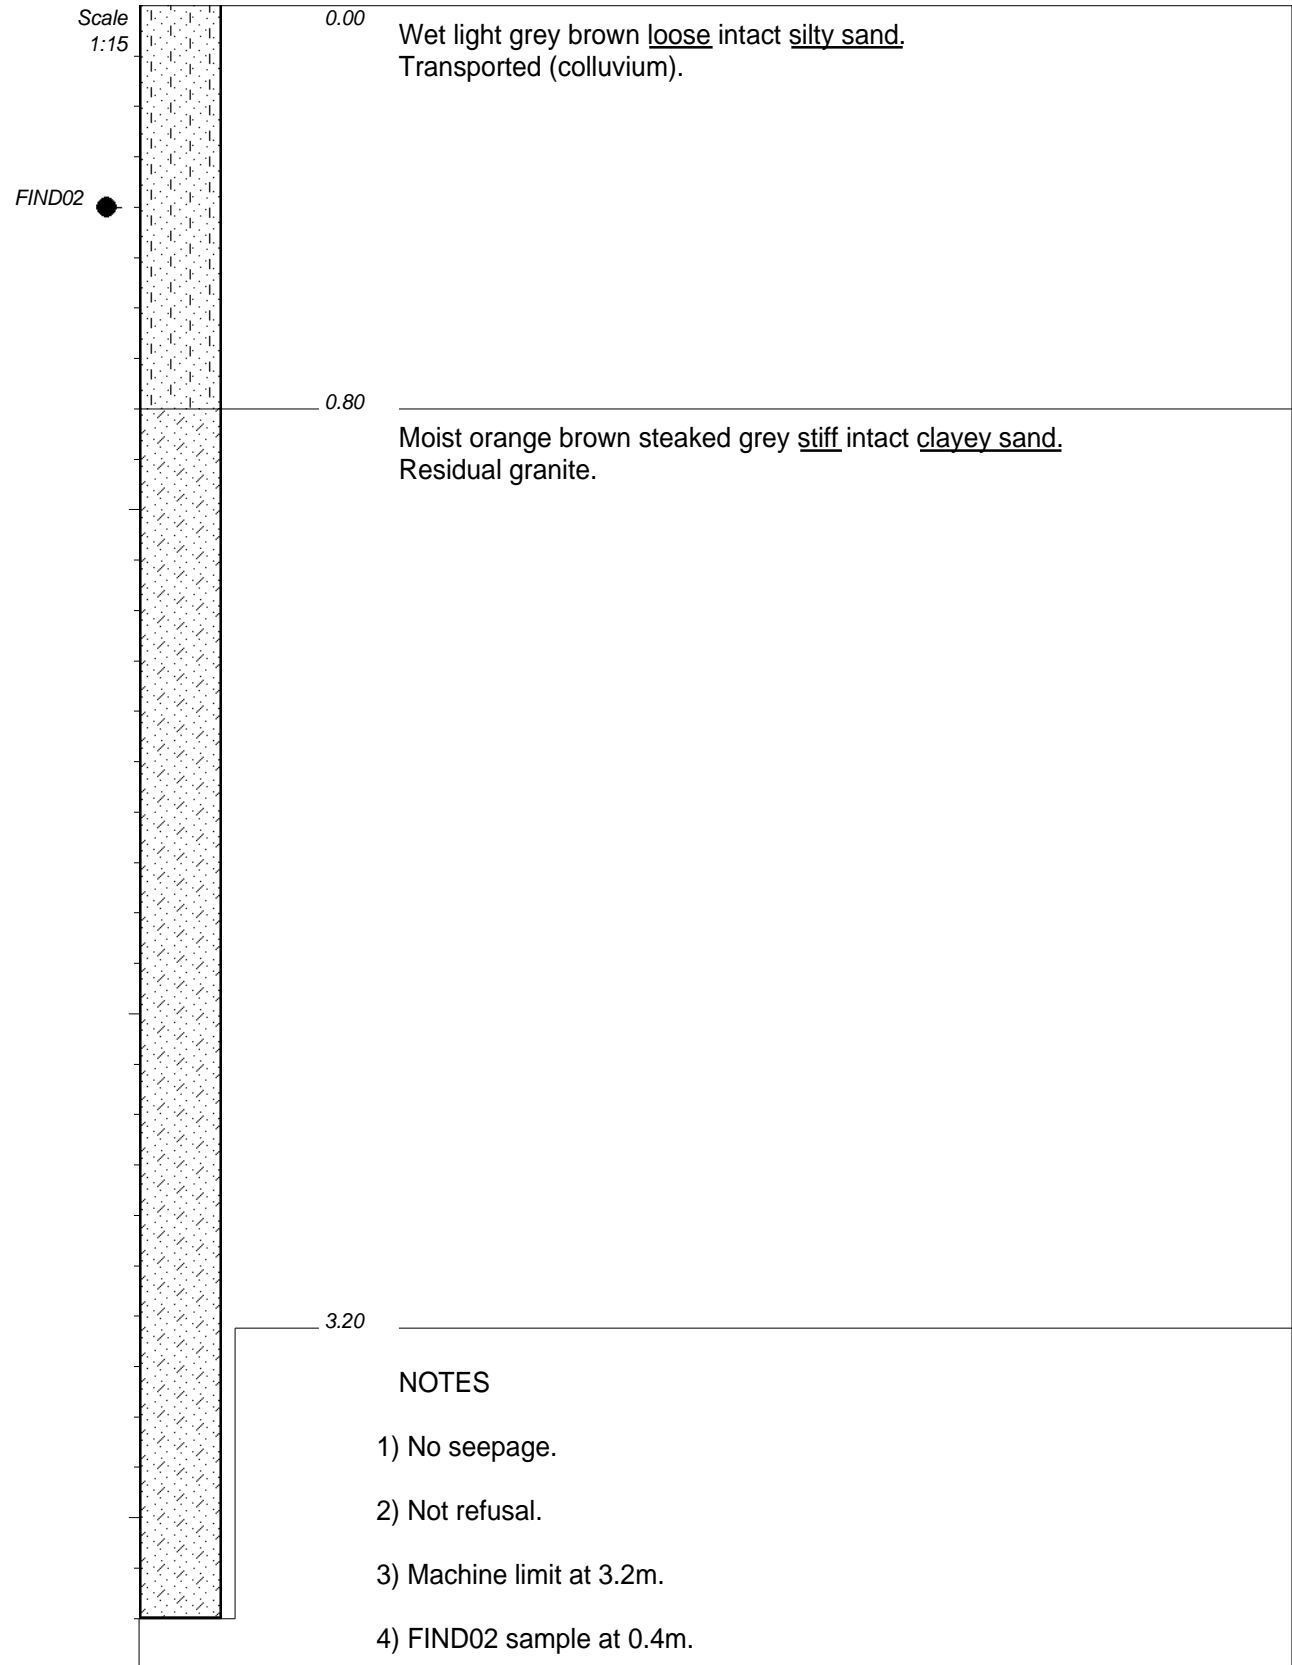 Scale
1:15
0.00
Wet light grey brown loose intact silty sand.
Transported (colluvium).
FIND02
0.80
Moist orange brown steaked grey stiff intact clayey sand.
Residual granite.
3.20
NOTES
1) No seepage.
2) Not refusal.
3) Machine limit at 3.2m.
4) FIND02 sample at 0.4m.